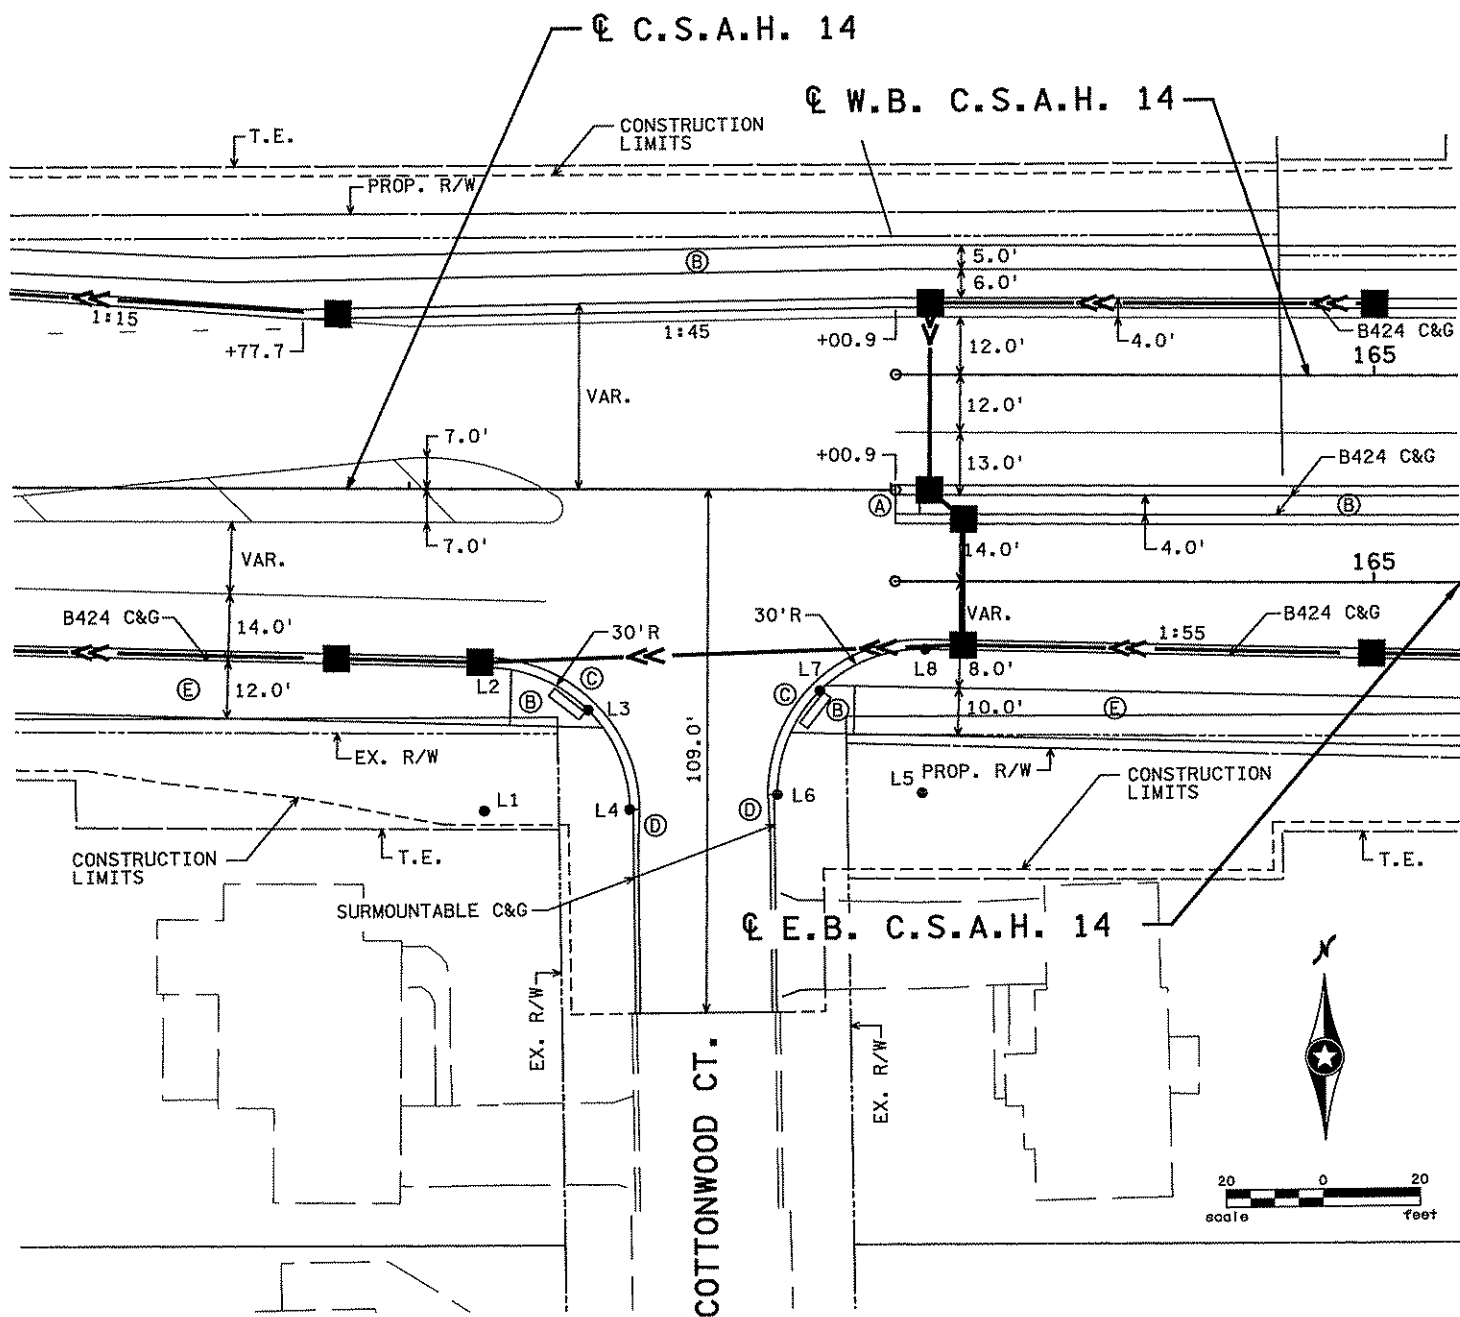 ℄ C.S.A.H. 14
℄ W.B. C.S.A.H. 14
T.E.
CONSTRUCTION
LIMITS
PROP. R/W
B
5.0'
6.0'
1:15
+77.7
1:45
+00.9
12.0'
4.0'
B424 C&G
165
VAR.
12.0'
7.0'
+00.9
13.0'
B424 C&G
A
B
7.0'
VAR.
14.0'
4.0'
165
B424 C&G
14.0'
30'R
30'R
VAR.
1:55
B424 C&G
L2
C
L7
L8
8.0'
E
12.0'
B
L3
C
B
10.0'
E
EX. R/W
109.0'
L5
PROP. R/W
CONSTRUCTION
LIMITS
L1
L4
D
D
L6
CONSTRUCTION
LIMITS
T.E.
T.E.
SURMOUNTABLE C&G
℄ E.B. C.S.A.H. 14
N
EX. R/W
EX. R/W
COTTONWOOD CT.
20 0 20
scale feet